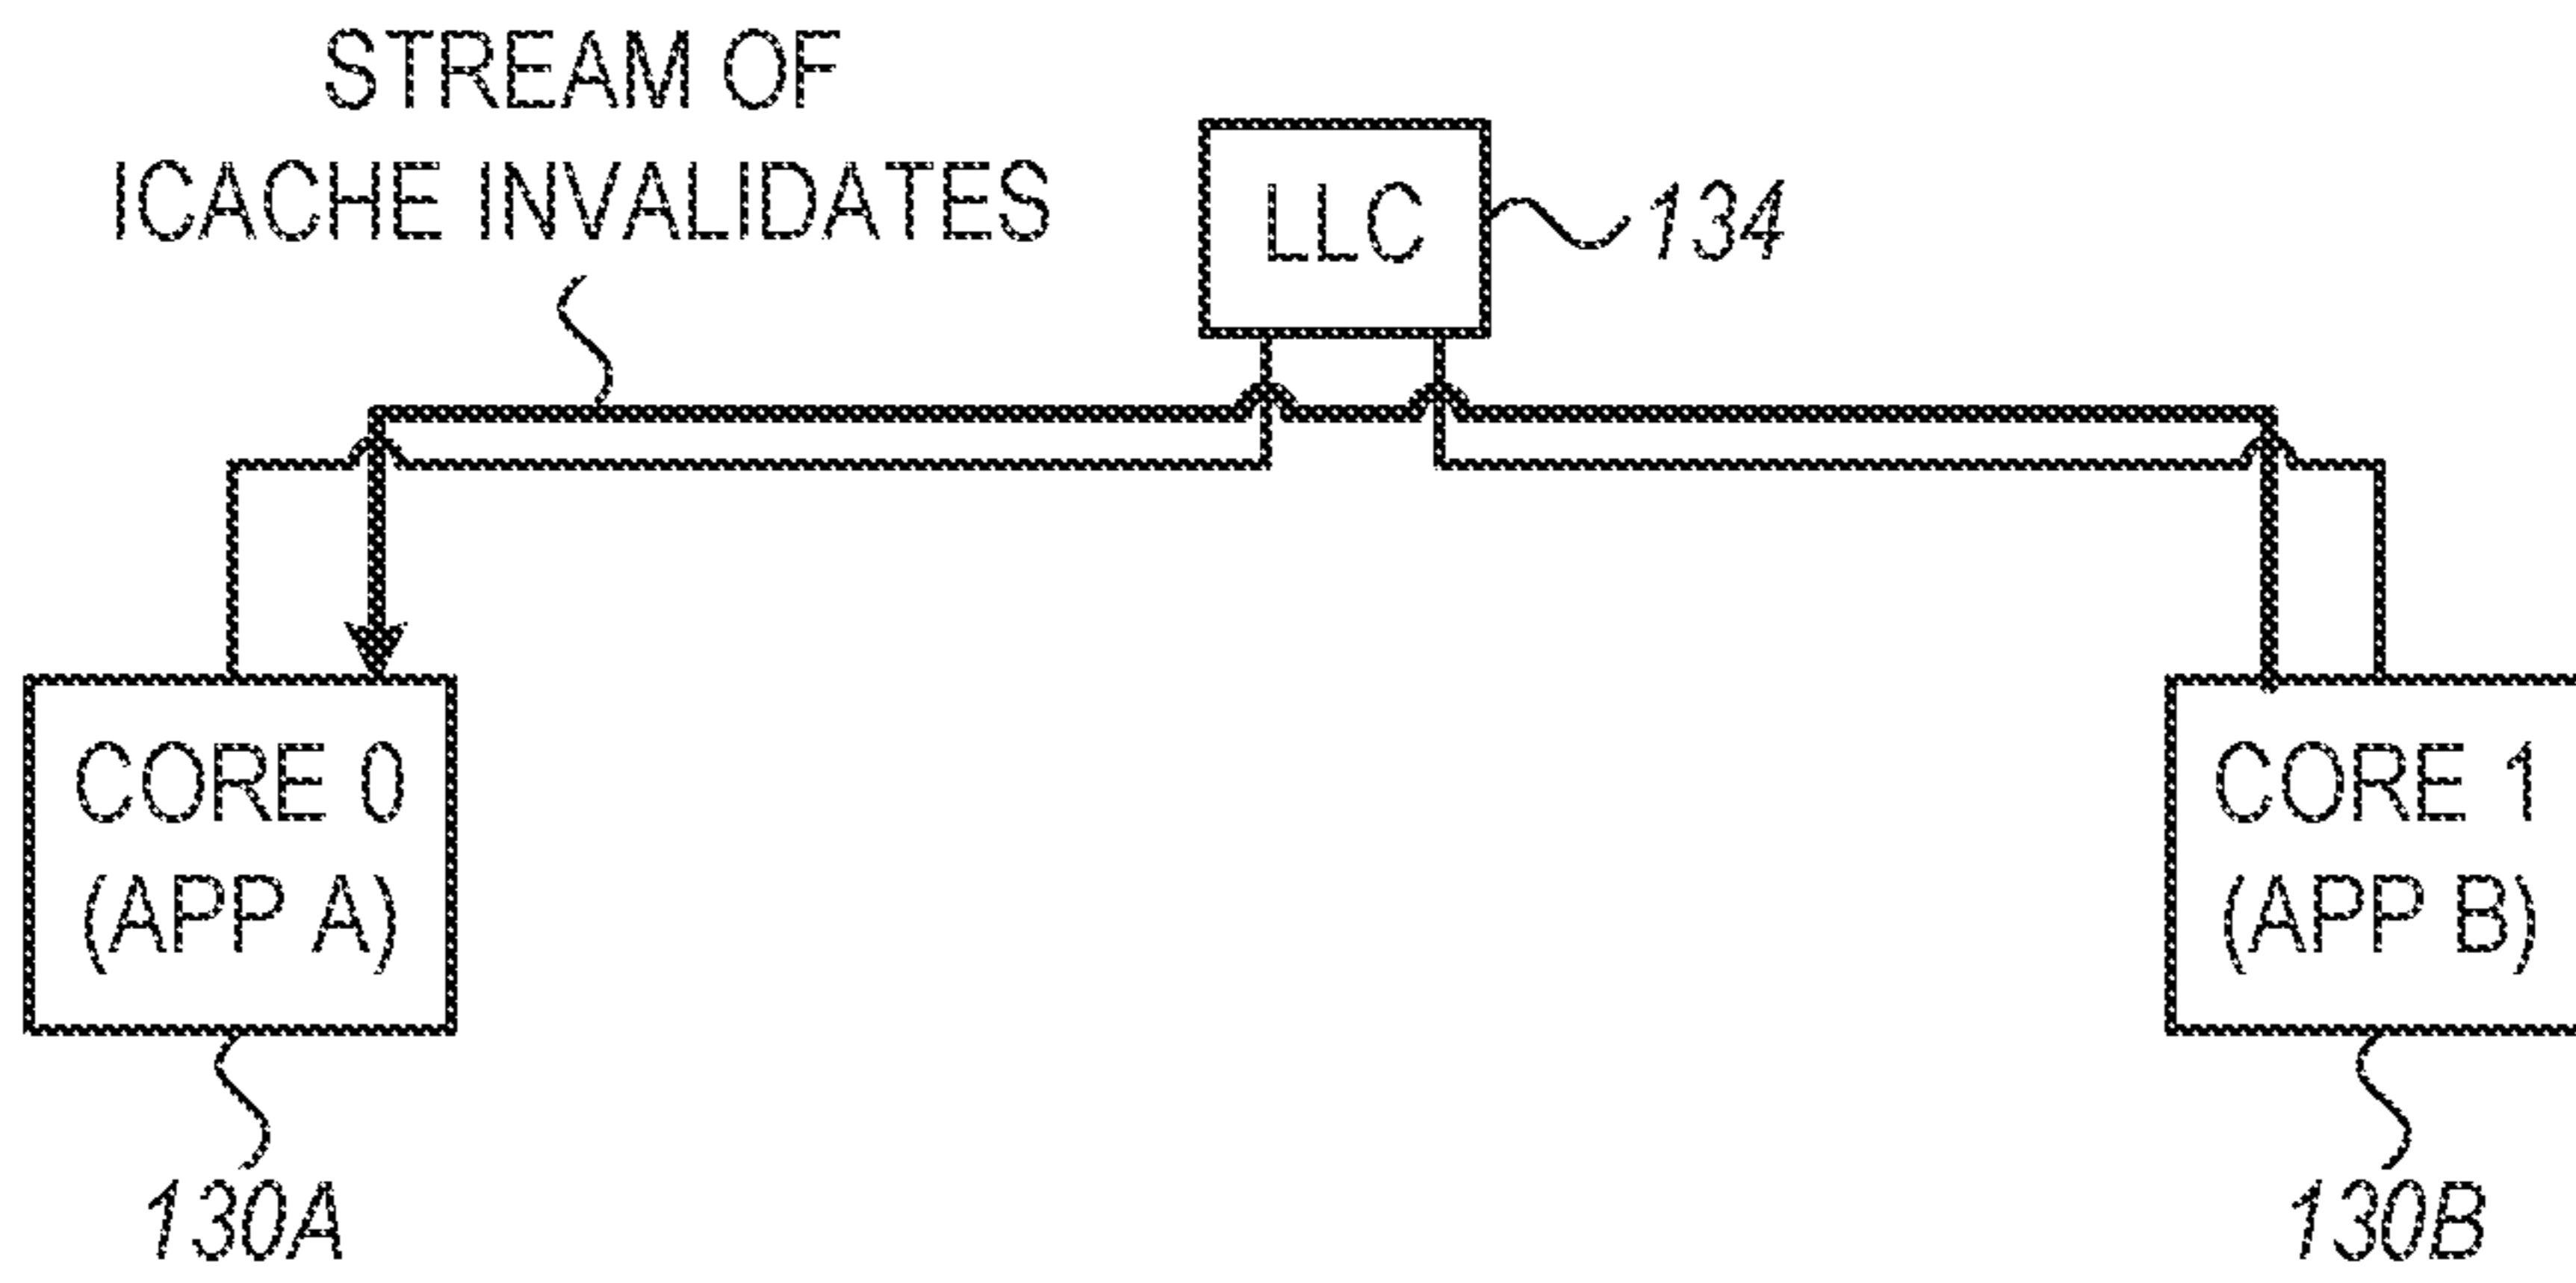 STREAM OF
ICACHE INVALIDATES
LLC
134
CORE 0
(APP A)
CORE 1
(APP B)
130A
130B